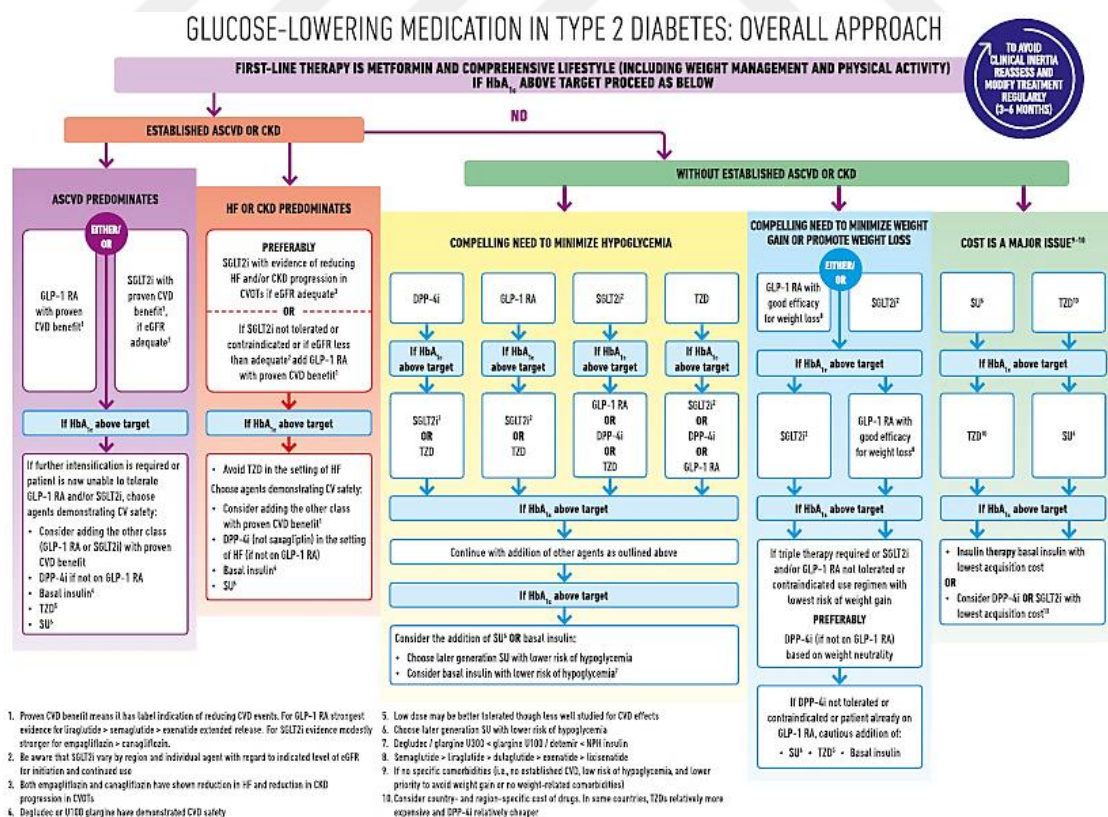 GLUCOSE-LOWERING MEDICATION IN TYPE 2 DIABETES: OVERALL APPROACH
TO AVOID
CLINICAL INERTIA
REASSESS AND
MODIFY TREATMENT
REGULARLY
(3-6 MONTHS)
FIRST-LINE THERAPY IS METFORMIN AND COMPREHENSIVE LIFESTYLE (INCLUDING WEIGHT MANAGEMENT AND PHYSICAL ACTIVITY)
IF HbA1c ABOVE TARGET PROCEED AS BELOW
NO
ESTABLISHED ASCVD OR CKD
WITHOUT ESTABLISHED ASCVD OR CKD
ASCVD PREDOMINATES
EITHER/
OR
GLP-1 RA
with proven
CVD benefit¹
SGLT2i with
proven CVD
benefit¹,
if eGFR
adequate²
If HbA1c above target
If further intensification is required or
patient is now unable to tolerate
GLP-1 RA and/or SGLT2i, choose
agents demonstrating CV safety:
• Consider adding the other class
(GLP-1 RA or SGLT2i) with proven
CVD benefit
• DPP-4i if not on GLP-1 RA
• Basal insulin⁴
• TZD⁵
• SU⁶
HF OR CKD PREDOMINATES
PREFERABLY
SGLT2i with evidence of reducing
HF and/or CKD progression in
CVOTs if eGFR adequate³
OR
If SGLT2i not tolerated or
contraindicated or if eGFR less
than adequate² add GLP-1 RA
with proven CVD benefit¹
If HbA1c above target
• Avoid TZD in the setting of HF
Choose agents demonstrating CV safety:
• Consider adding the other class
with proven CVD benefit¹
• DPP-4i (not saxagliptin) in the setting
of HF (if not on GLP-1 RA)
• Basal insulin⁴
• SU⁶
COMPELLING NEED TO MINIMIZE HYPOGLYCEMIA
DPP-4i
GLP-1 RA
SGLT2i²
TZD
If HbA1c
above target
If HbA1c
above target
If HbA1c
above target
If HbA1c
above target
SGLT2i²
OR
TZD
SGLT2i²
OR
TZD
GLP-1 RA
OR
DPP-4i
OR
TZD
SGLT2i²
OR
DPP-4i
OR
GLP-1 RA
If HbA1c above target
Continue with addition of other agents as outlined above
If HbA1c above target
Consider the addition of SU⁶ OR basal insulin:
• Choose later generation SU with lower risk of hypoglycemia
• Consider basal insulin with lower risk of hypoglycemia⁷
COMPELLING NEED TO MINIMIZE WEIGHT
GAIN OR PROMOTE WEIGHT LOSS
EITHER/
OR
GLP-1 RA with
good efficacy
for weight loss⁸
SGLT2i²
If HbA1c above target
SGLT2i²
GLP-1 RA with
good efficacy
for weight loss⁸
If HbA1c above target
If triple therapy required or SGLT2i
and/or GLP-1 RA not tolerated or
contraindicated use regimen with
lowest risk of weight gain
PREFERABLY
DPP-4i (if not on GLP-1 RA)
based on weight neutrality
If DPP-4i not tolerated or
contraindicated or patient already on
GLP-1 RA, cautious addition of:
• SU⁶ • TZD⁵ • Basal insulin
COST IS A MAJOR ISSUE⁹⁻¹⁰
SU⁶
TZD¹⁰
If HbA1c above target
TZD¹⁰
SU⁶
If HbA1c above target
• Insulin therapy basal insulin with
lowest acquisition cost
OR
• Consider DPP-4i OR SGLT2i with
lowest acquisition cost¹⁰
1. Proven CVD benefit means it has label indication of reducing CVD events. For GLP-1 RA strongest
evidence for liraglutide > semaglutide > exenatide extended release. For SGLT2i evidence modestly
stronger for empagliflozin > canagliflozin.
2. Be aware that SGLT2i vary by region and individual agent with regard to indicated level of eGFR
for initiation and continued use
3. Both empagliflozin and canagliflozin have shown reduction in HF and reduction in CKD
progression in CVOTs
4. Degludec or U100 glargine have demonstrated CVD safety
5. Low dose may be better tolerated though less well studied for CVD effects
6. Choose later generation SU with lower risk of hypoglycemia
7. Degludec / glargine U300 < glargine U100 / detemir < NPH insulin
8. Semaglutide > liraglutide > dulaglutide > exenatide > lixisenatide
9. If no specific comorbidities (i.e., no established CVD, low risk of hypoglycemia, and lower
priority to avoid weight gain or no weight-related comorbidities)
10. Consider country- and region-specific cost of drugs. In some countries, TZDs relatively more
expensive and DPP-4i relatively cheaper